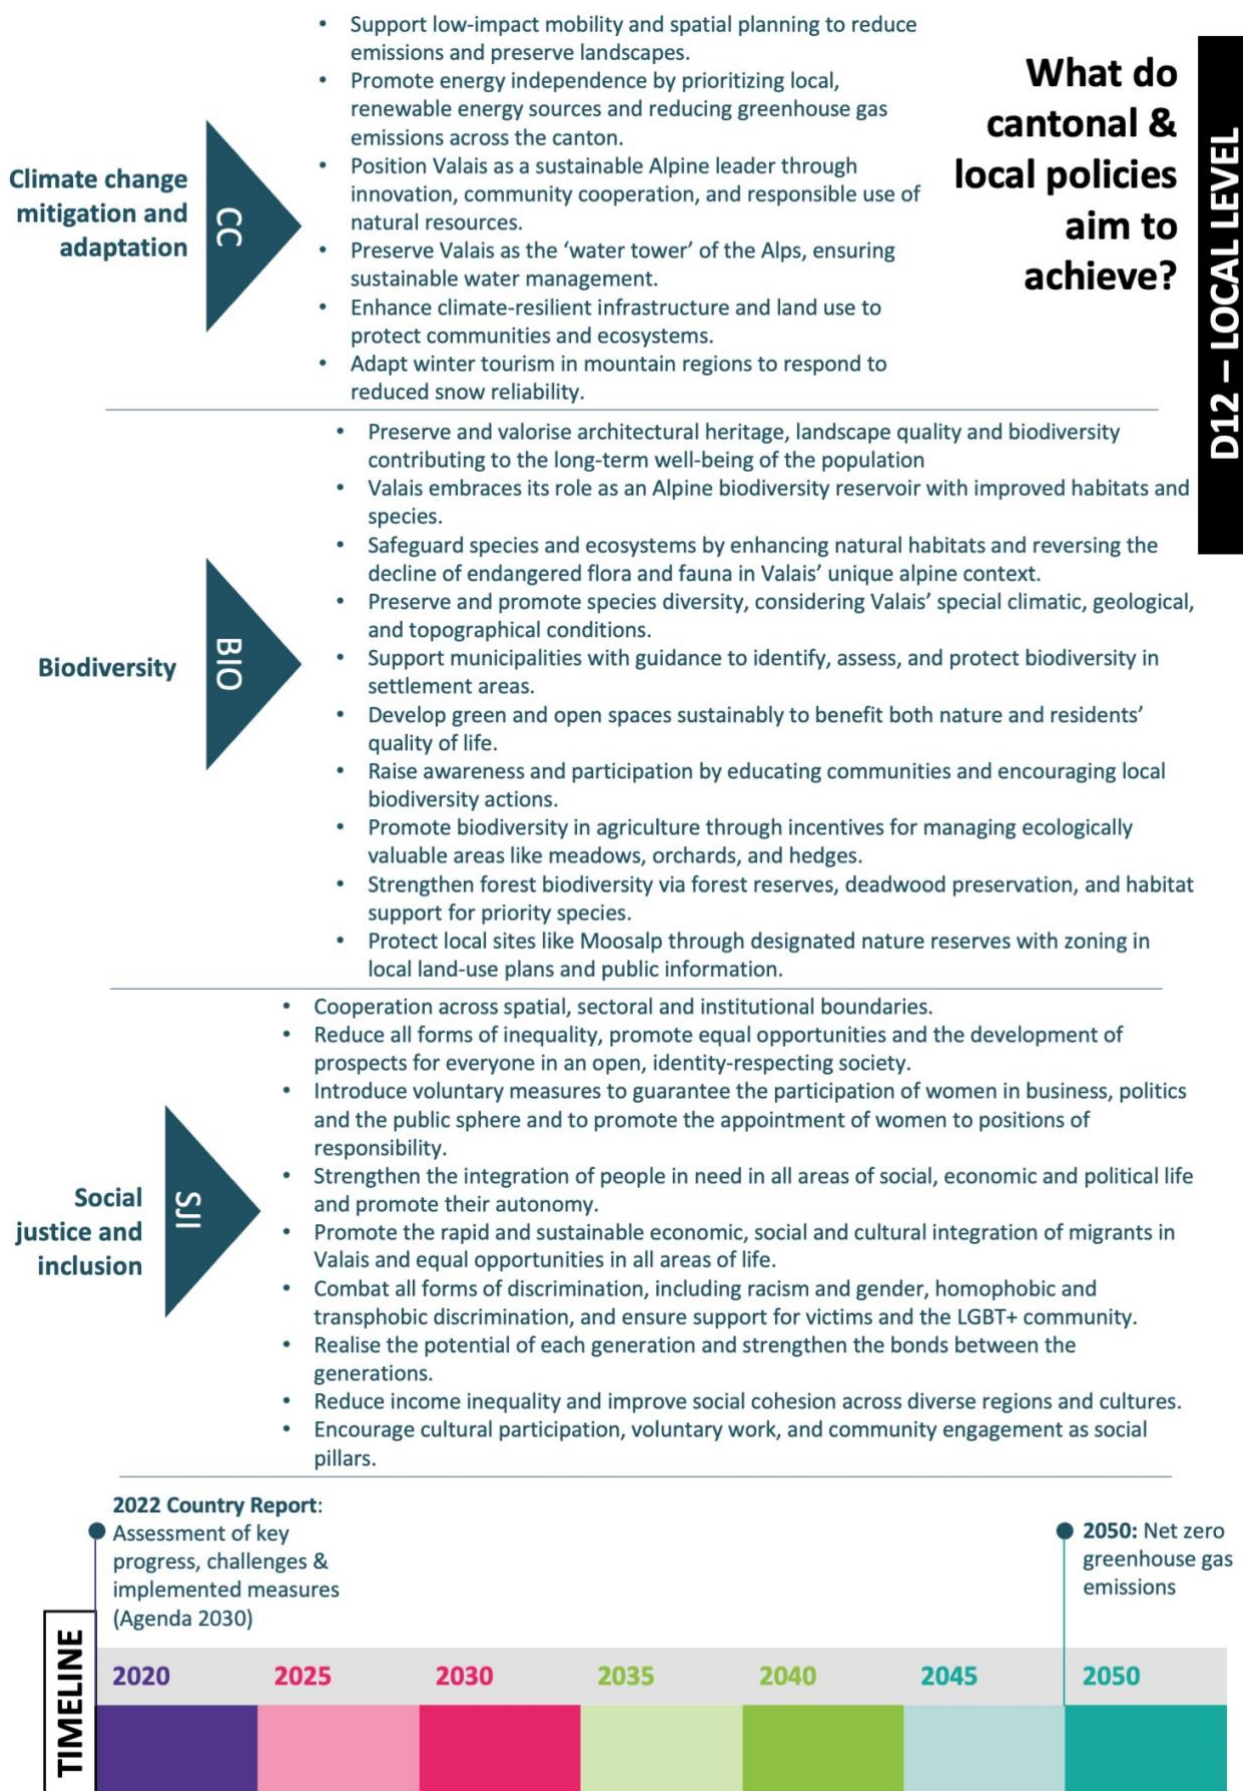 What do
cantonal &
local policies
aim to
achieve?
D12 – LOCAL LEVEL
Climate change
mitigation and
adaptation
CC
• Support low-impact mobility and spatial planning to reduce
emissions and preserve landscapes.
• Promote energy independence by prioritizing local,
renewable energy sources and reducing greenhouse gas
emissions across the canton.
• Position Valais as a sustainable Alpine leader through
innovation, community cooperation, and responsible use of
natural resources.
• Preserve Valais as the ‘water tower’ of the Alps, ensuring
sustainable water management.
• Enhance climate-resilient infrastructure and land use to
protect communities and ecosystems.
• Adapt winter tourism in mountain regions to respond to
reduced snow reliability.
Biodiversity
BIO
• Preserve and valorise architectural heritage, landscape quality and biodiversity
contributing to the long-term well-being of the population
• Valais embraces its role as an Alpine biodiversity reservoir with improved habitats and
species.
• Safeguard species and ecosystems by enhancing natural habitats and reversing the
decline of endangered flora and fauna in Valais’ unique alpine context.
• Preserve and promote species diversity, considering Valais’ special climatic, geological,
and topographical conditions.
• Support municipalities with guidance to identify, assess, and protect biodiversity in
settlement areas.
• Develop green and open spaces sustainably to benefit both nature and residents’
quality of life.
• Raise awareness and participation by educating communities and encouraging local
biodiversity actions.
• Promote biodiversity in agriculture through incentives for managing ecologically
valuable areas like meadows, orchards, and hedges.
• Strengthen forest biodiversity via forest reserves, deadwood preservation, and habitat
support for priority species.
• Protect local sites like Moosalp through designated nature reserves with zoning in
local land-use plans and public information.
Social
justice and
inclusion
SJI
• Cooperation across spatial, sectoral and institutional boundaries.
• Reduce all forms of inequality, promote equal opportunities and the development of
prospects for everyone in an open, identity-respecting society.
• Introduce voluntary measures to guarantee the participation of women in business, politics
and the public sphere and to promote the appointment of women to positions of
responsibility.
• Strengthen the integration of people in need in all areas of social, economic and political life
and promote their autonomy.
• Promote the rapid and sustainable economic, social and cultural integration of migrants in
Valais and equal opportunities in all areas of life.
• Combat all forms of discrimination, including racism and gender, homophobic and
transphobic discrimination, and ensure support for victims and the LGBT+ community.
• Realise the potential of each generation and strengthen the bonds between the
generations.
• Reduce income inequality and improve social cohesion across diverse regions and cultures.
• Encourage cultural participation, voluntary work, and community engagement as social
pillars.
2022 Country Report:
Assessment of key
progress, challenges &
implemented measures
(Agenda 2030)
2050: Net zero
greenhouse gas
emissions
TIMELINE
2020 2025 2030 2035 2040 2045 2050